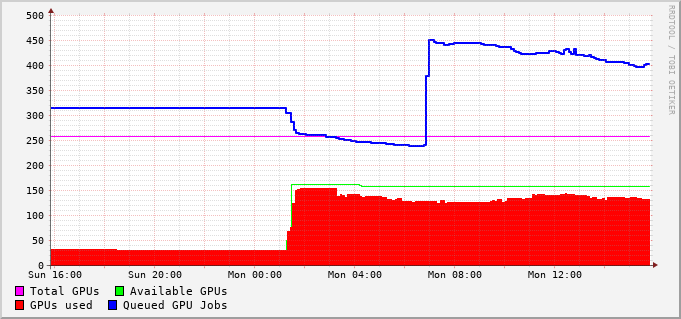 500
450
400
350
300
250
200
150
100
50
0
Sun 16:00 Sun 20:00 Mon 00:00 Mon 04:00 Mon 08:00 Mon 12:00
Total GPUs Available GPUs
GPUs used Queued GPU Jobs
RRDTOOL / TOBI OETIKER